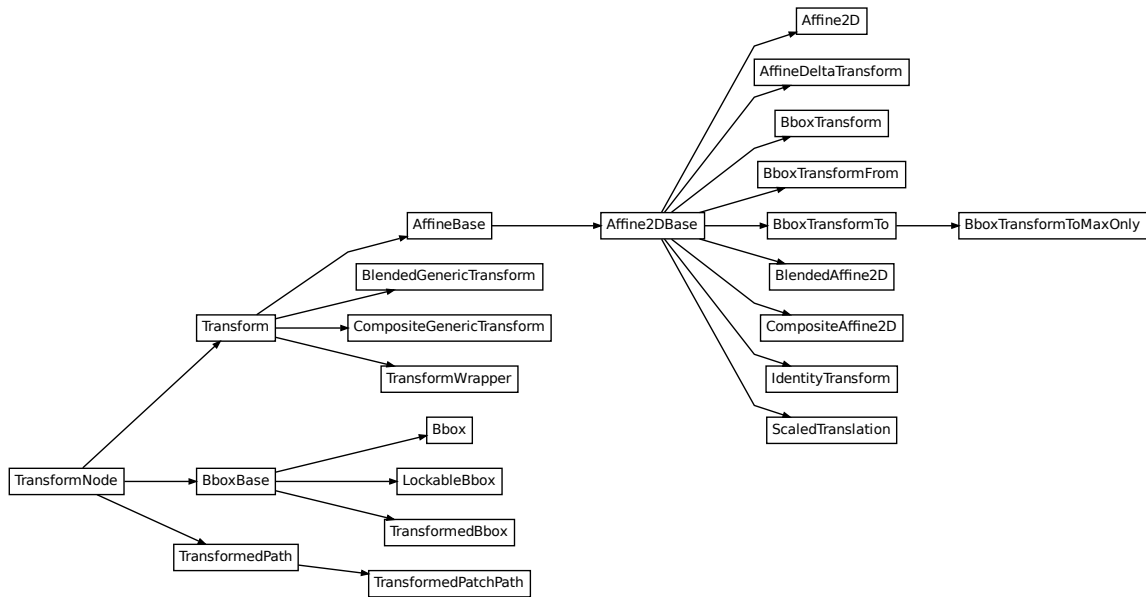 Affine2D
AffineDeltaTransform
BboxTransform
BboxTransformFrom
AffineBase
Affine2DBase
BboxTransformTo
BboxTransformToMaxOnly
BlendedGenericTransform
BlendedAffine2D
Transform
CompositeGenericTransform
CompositeAffine2D
TransformWrapper
IdentityTransform
Bbox
ScaledTranslation
TransformNode
BboxBase
LockableBbox
TransformedBbox
TransformedPath
TransformedPatchPath